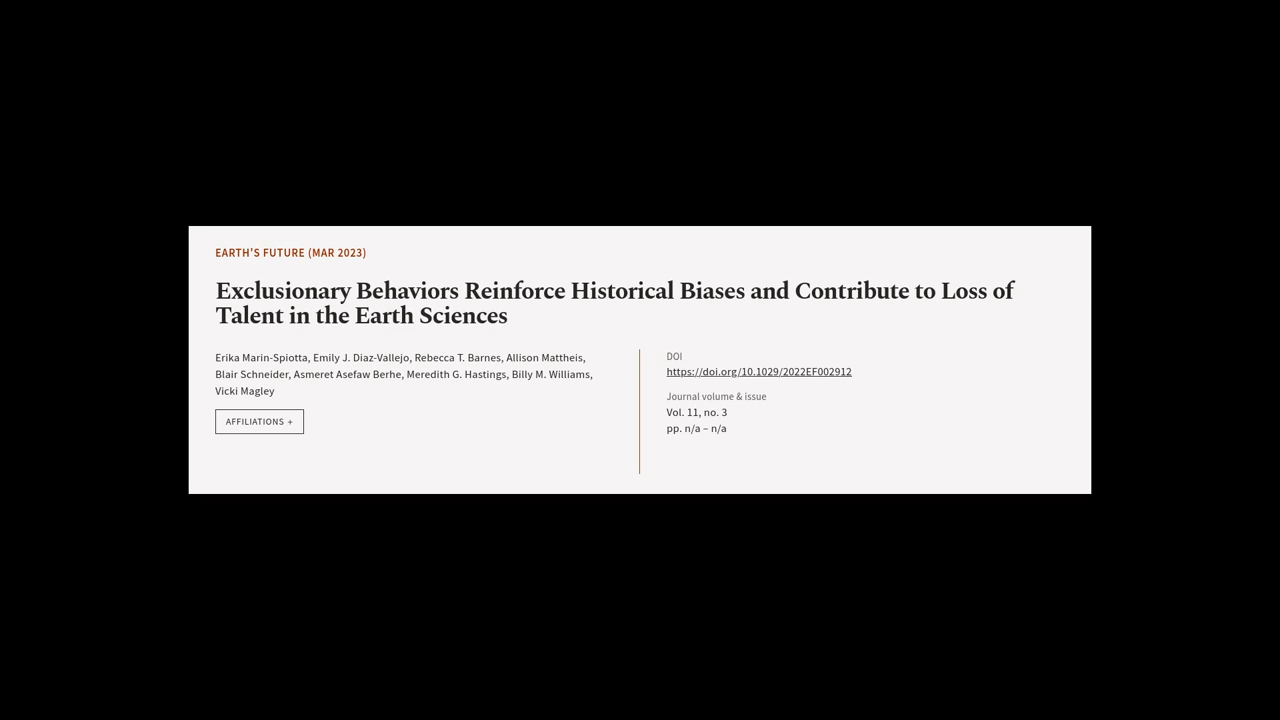 EARTH'S FUTURE (MAR 2023)
Exclusionary Behaviors Reinforce Historical Biases and Contribute to Loss of
Talent in the Earth Sciences
Erika Marin-Spiotta, Emily J. Diaz-Vallejo, Rebecca T. Barnes, Allison Mattheis,
Blair Schneider, Asmeret Asefaw Berhe, Meredith G. Hastings, Billy M. Williams,
Vicki Magley
AFFILIATIONS +
DOI
https://doi.org/10.1029/2022EF002912
Journal volume & issue
Vol. 11, no. 3
pp. n/a – n/a